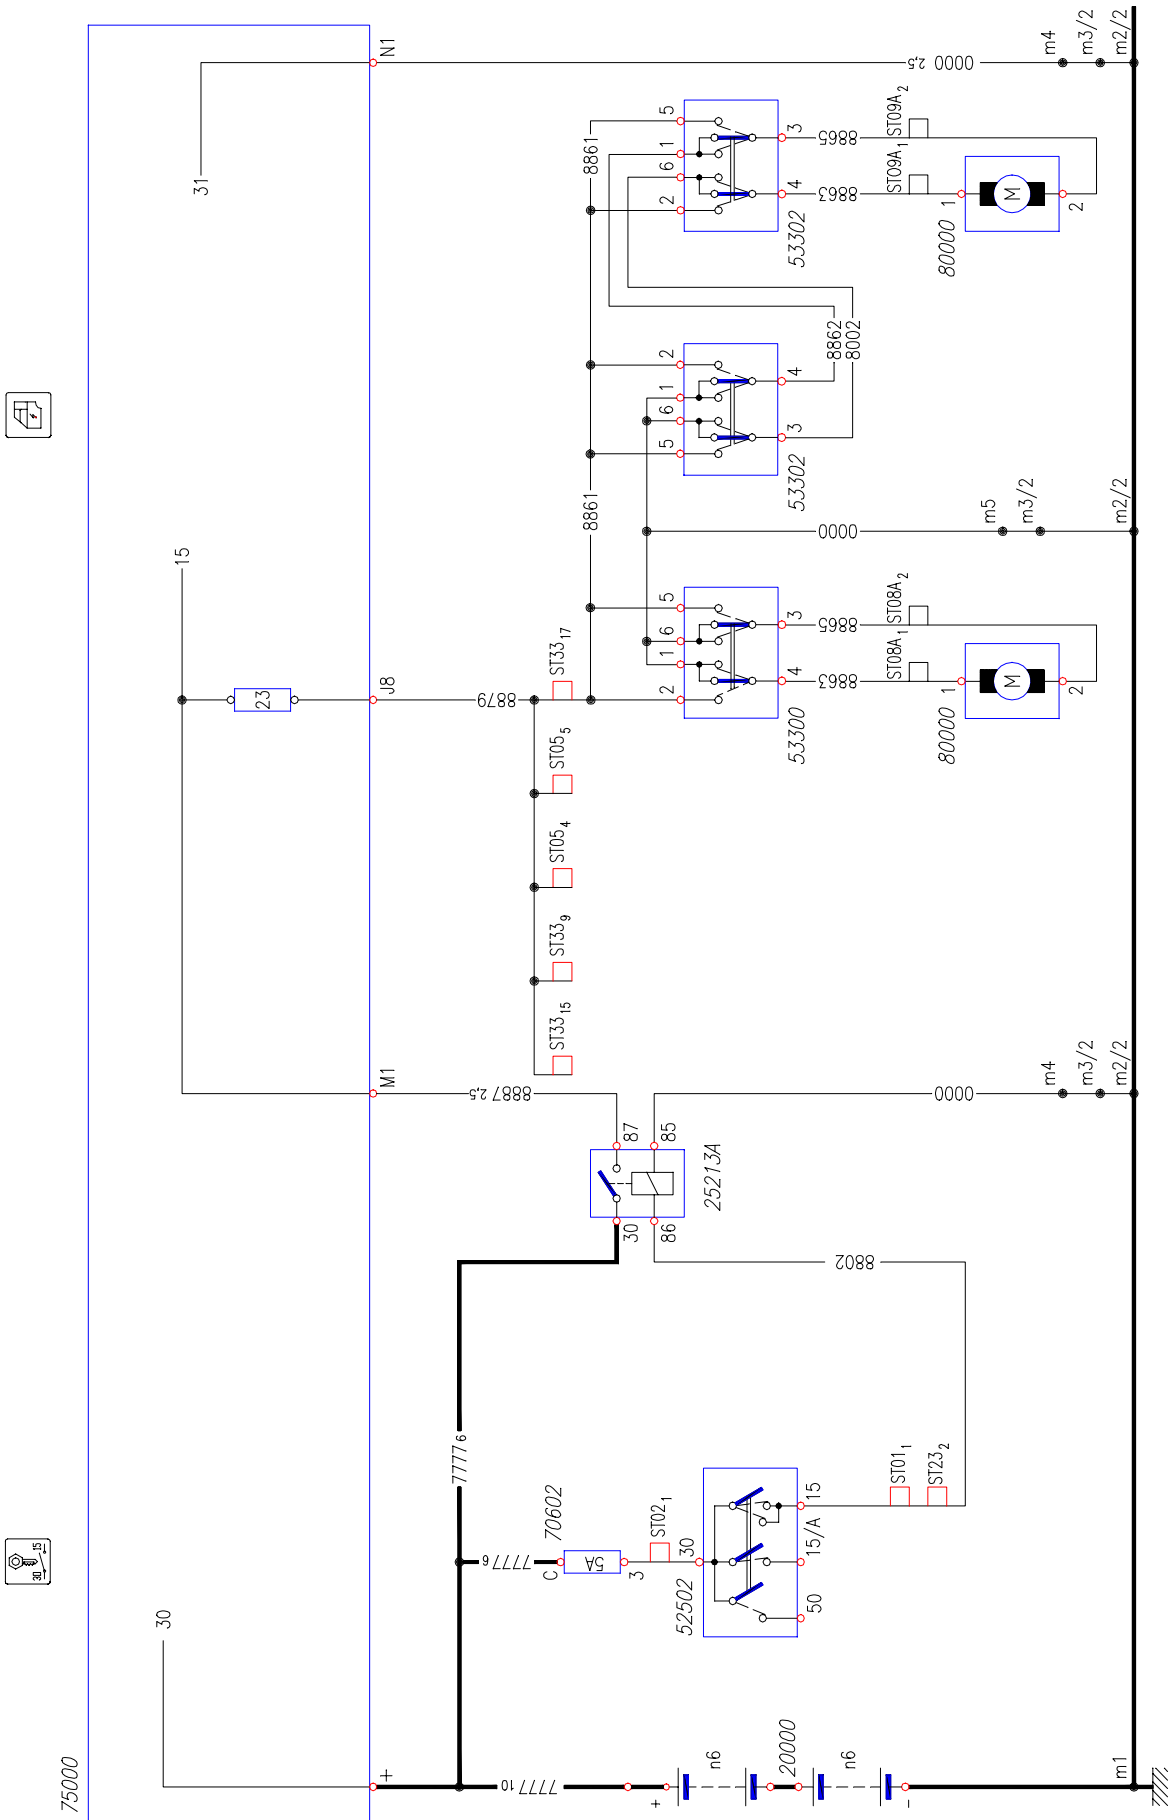 75000
30
31
15
N1
23
J8
M1
+
30 15
8861
8861
8879
8887 2,5
7777 6
7777 6
7777 10
0000 2,5
0000
0000
m4
m3/2
m2/2
m5
m3/2
m2/2
m4
m3/2
m2/2
m1
ST33 17
ST05 5
ST05 4
ST33 9
ST33 15
5
1
6
2
3
4
53302
8865
8863
ST09A 2
ST09A 1
1
2
M
80000
2
1
6
5
4
3
53302
8862
8002
5
6
1
2
3
4
53300
8865
8863
ST08A 2
ST08A 1
1
2
M
80000
87
85
30
86
25213A
8802
70602
C
5A
3
ST02 1
30
52502
15
15/A
50
ST01 1
ST23 2
+
n6
20000
n6
-